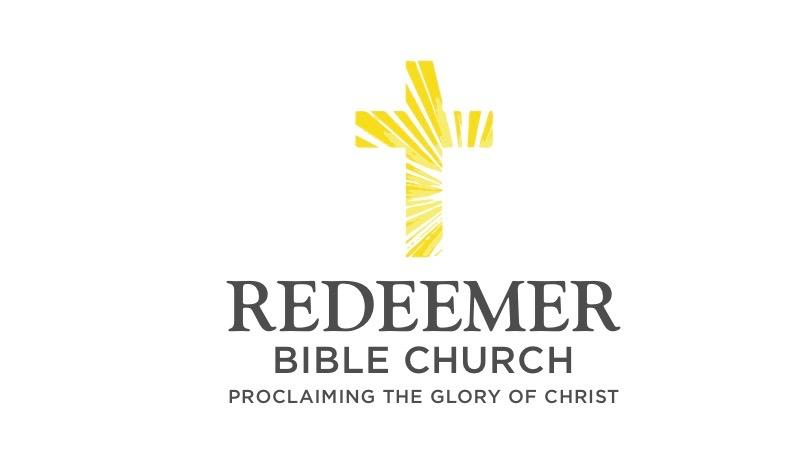 REDEEMER
BIBLE CHURCH
PROCLAIMING THE GLORY OF CHRIST